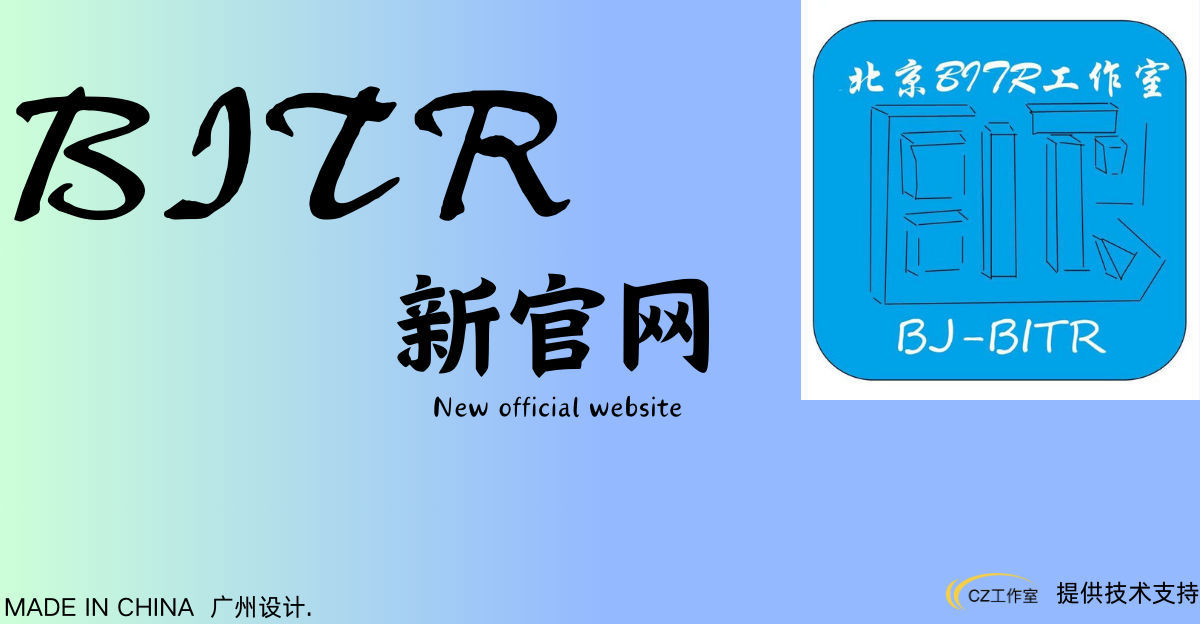 BITR
新官网
New official website
北京BITR工作室
BITR
BJ-BITR
MADE IN CHINA 广州设计.
CZ工作室 提供技术支持